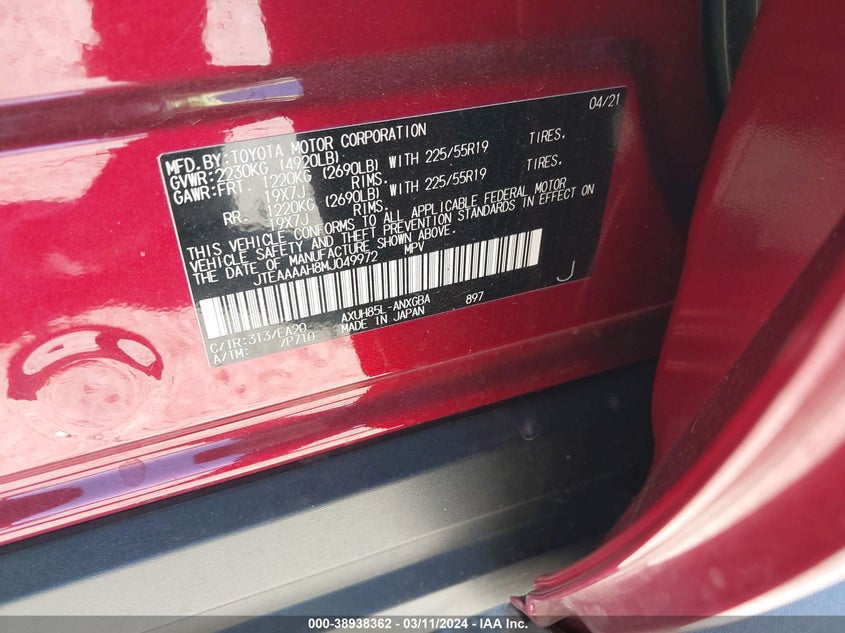 04/21
MFD.BY:TOYOTA MOTOR CORPORATION
GVWR:2230KG (4920LB)
GAWR:FRT. 1220KG (2690LB) WITH 225/55R19 TIRES.
19X7J RIMS.
RR. 1220KG (2690LB) WITH 225/55R19 TIRES.
19X7J RIMS.
THIS VEHICLE CONFORMS TO ALL APPLICABLE FEDERAL MOTOR
VEHICLE SAFETY AND THEFT PREVENTION STANDARDS IN EFFECT ON
THE DATE OF MANUFACTURE SHOWN ABOVE.
JTEAAAAH8MJ049972 MPV
J
C/TR:3T3/EA20 AXUH85L-ANXGBA 897
A/TM: /P710 MADE IN JAPAN
000-38938362 — 03/11/2024 — IAA Inc.